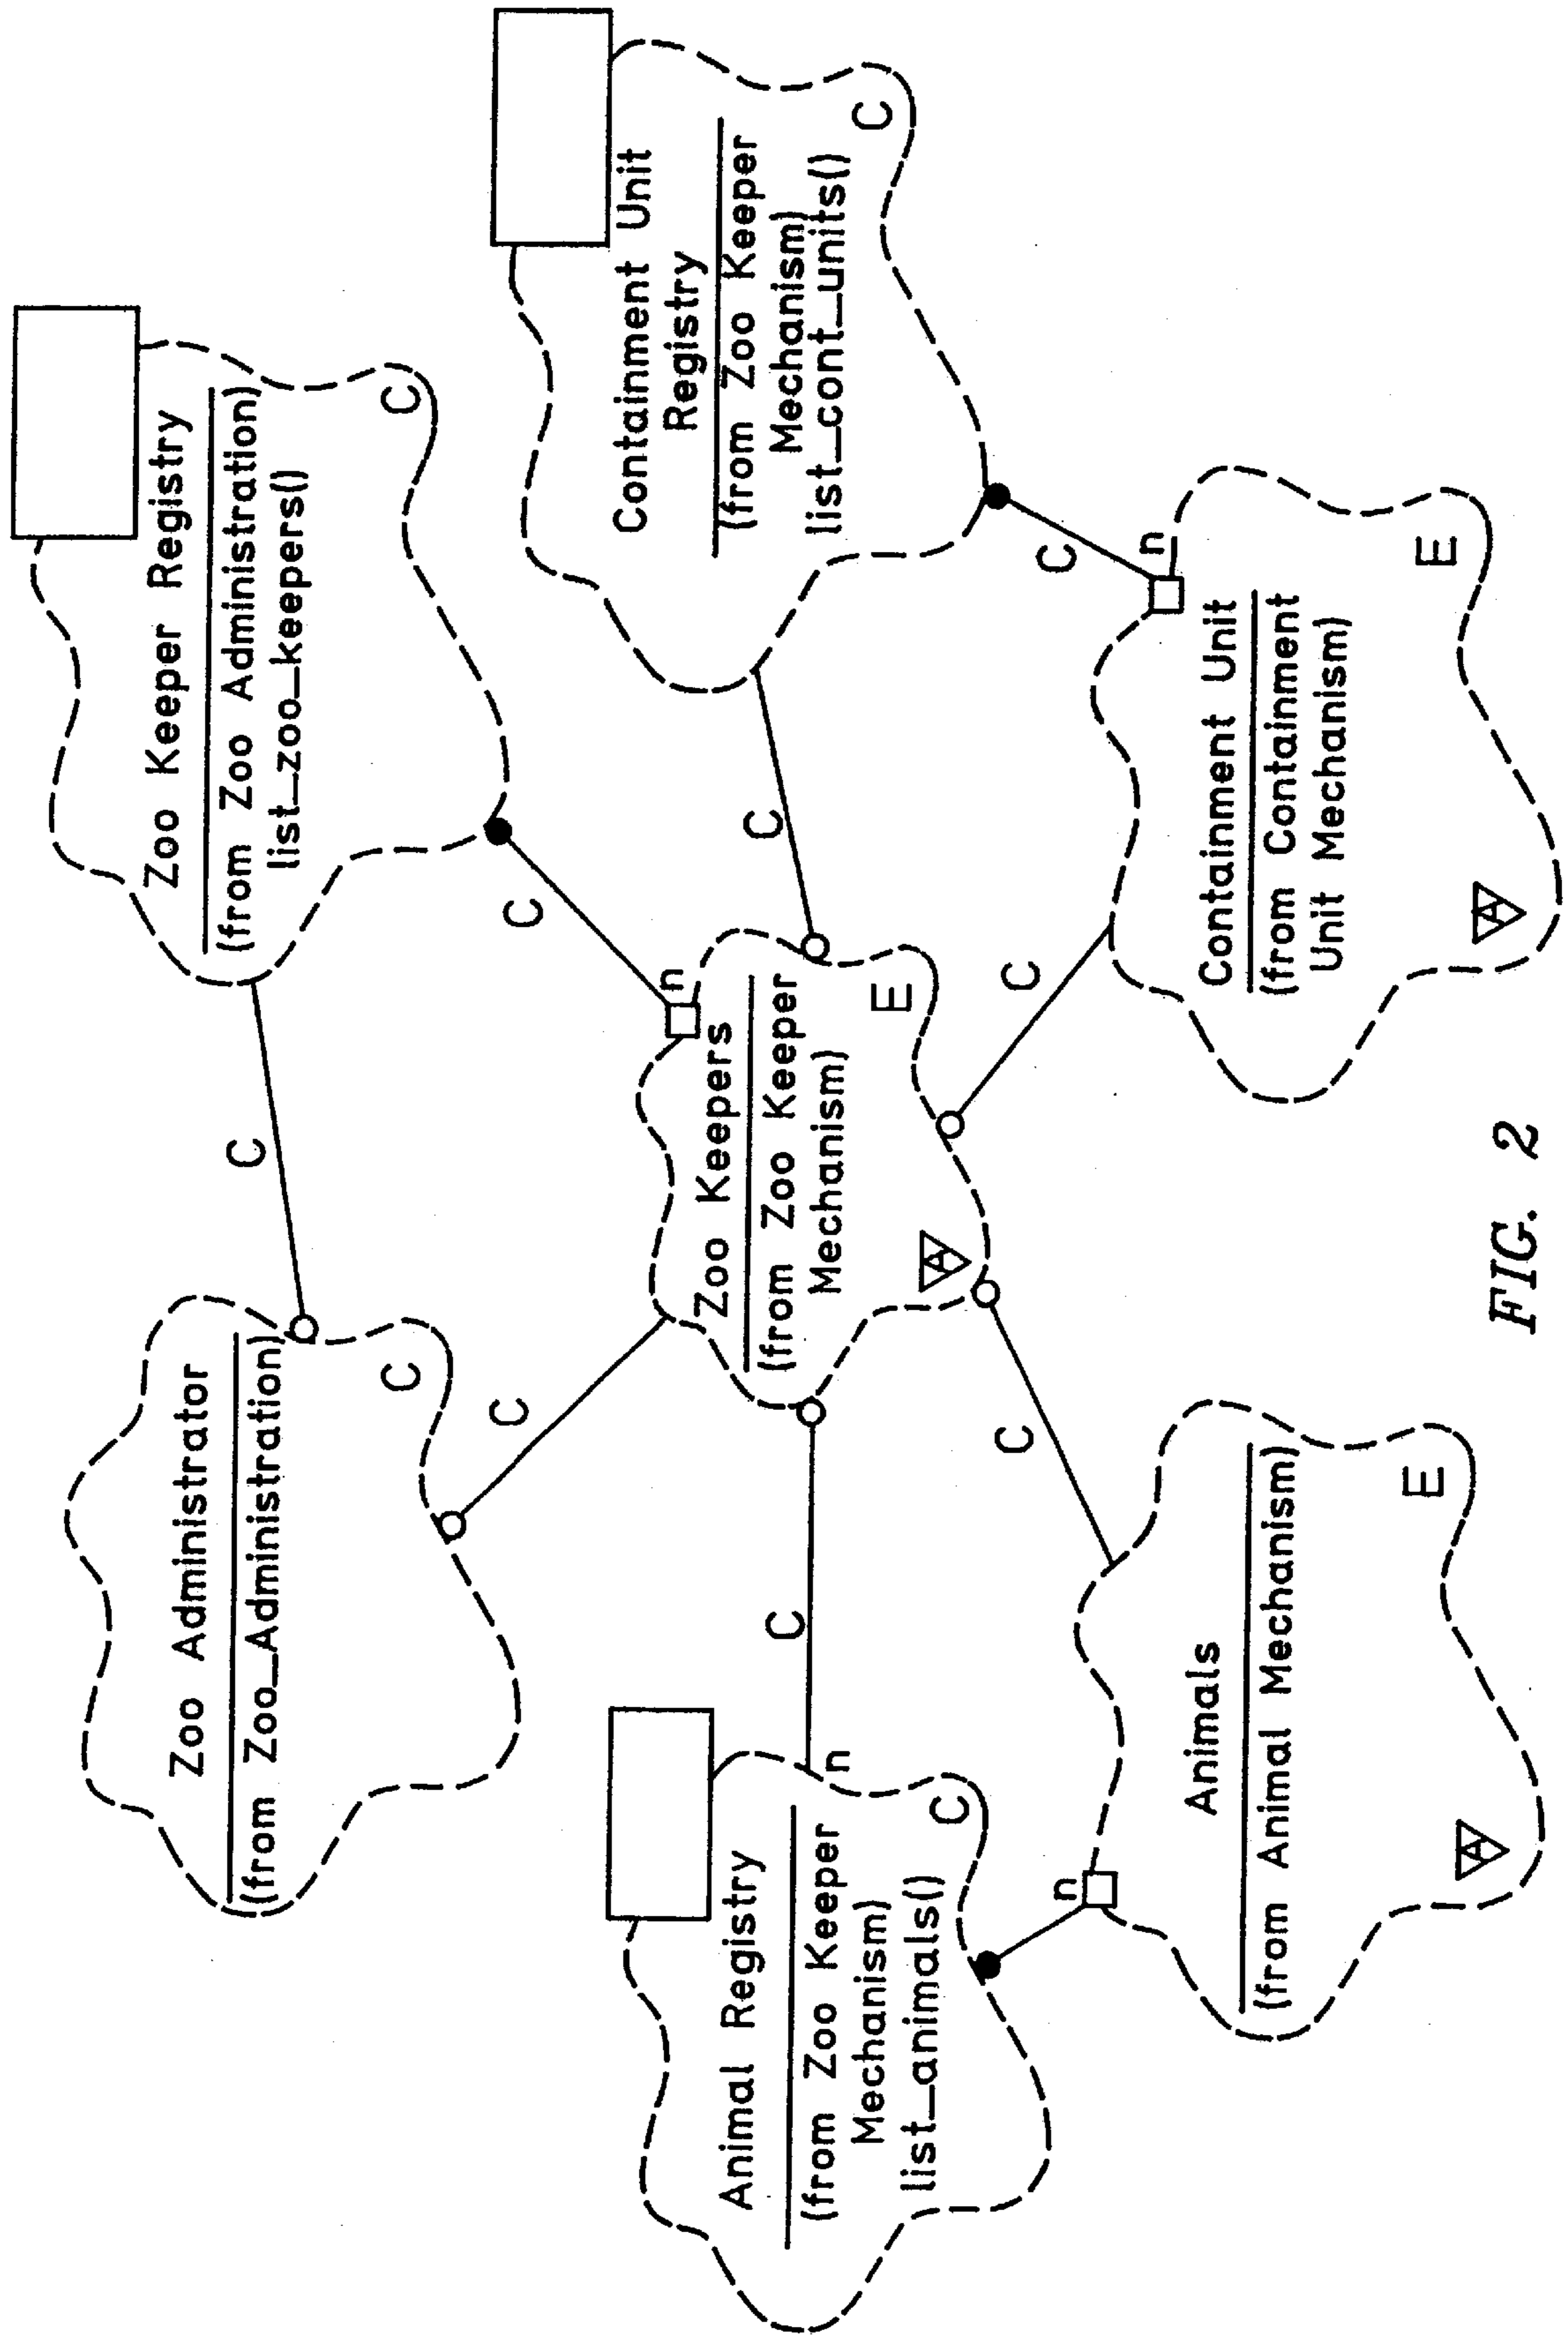 Zoo Administrator
(from Zoo_Administration)
C
C
Zoo Keeper Registry
(from Zoo Administration)
list_zoo_keepers()
C
C
C
n
Zoo Keepers
(from Zoo Keeper
Mechanism)
E
A
C
Containment Unit
Registry
(from Zoo Keeper
Mechanism)
list_cont_units()
C
C
Animal Registry
(from Zoo Keeper
Mechanism)
list_animals()
C
n
C
C
C
n
Animals
(from Animal Mechanism)
E
A
C
n
Containment Unit
(from Containment
Unit Mechanism)
E
A
FIG. 2